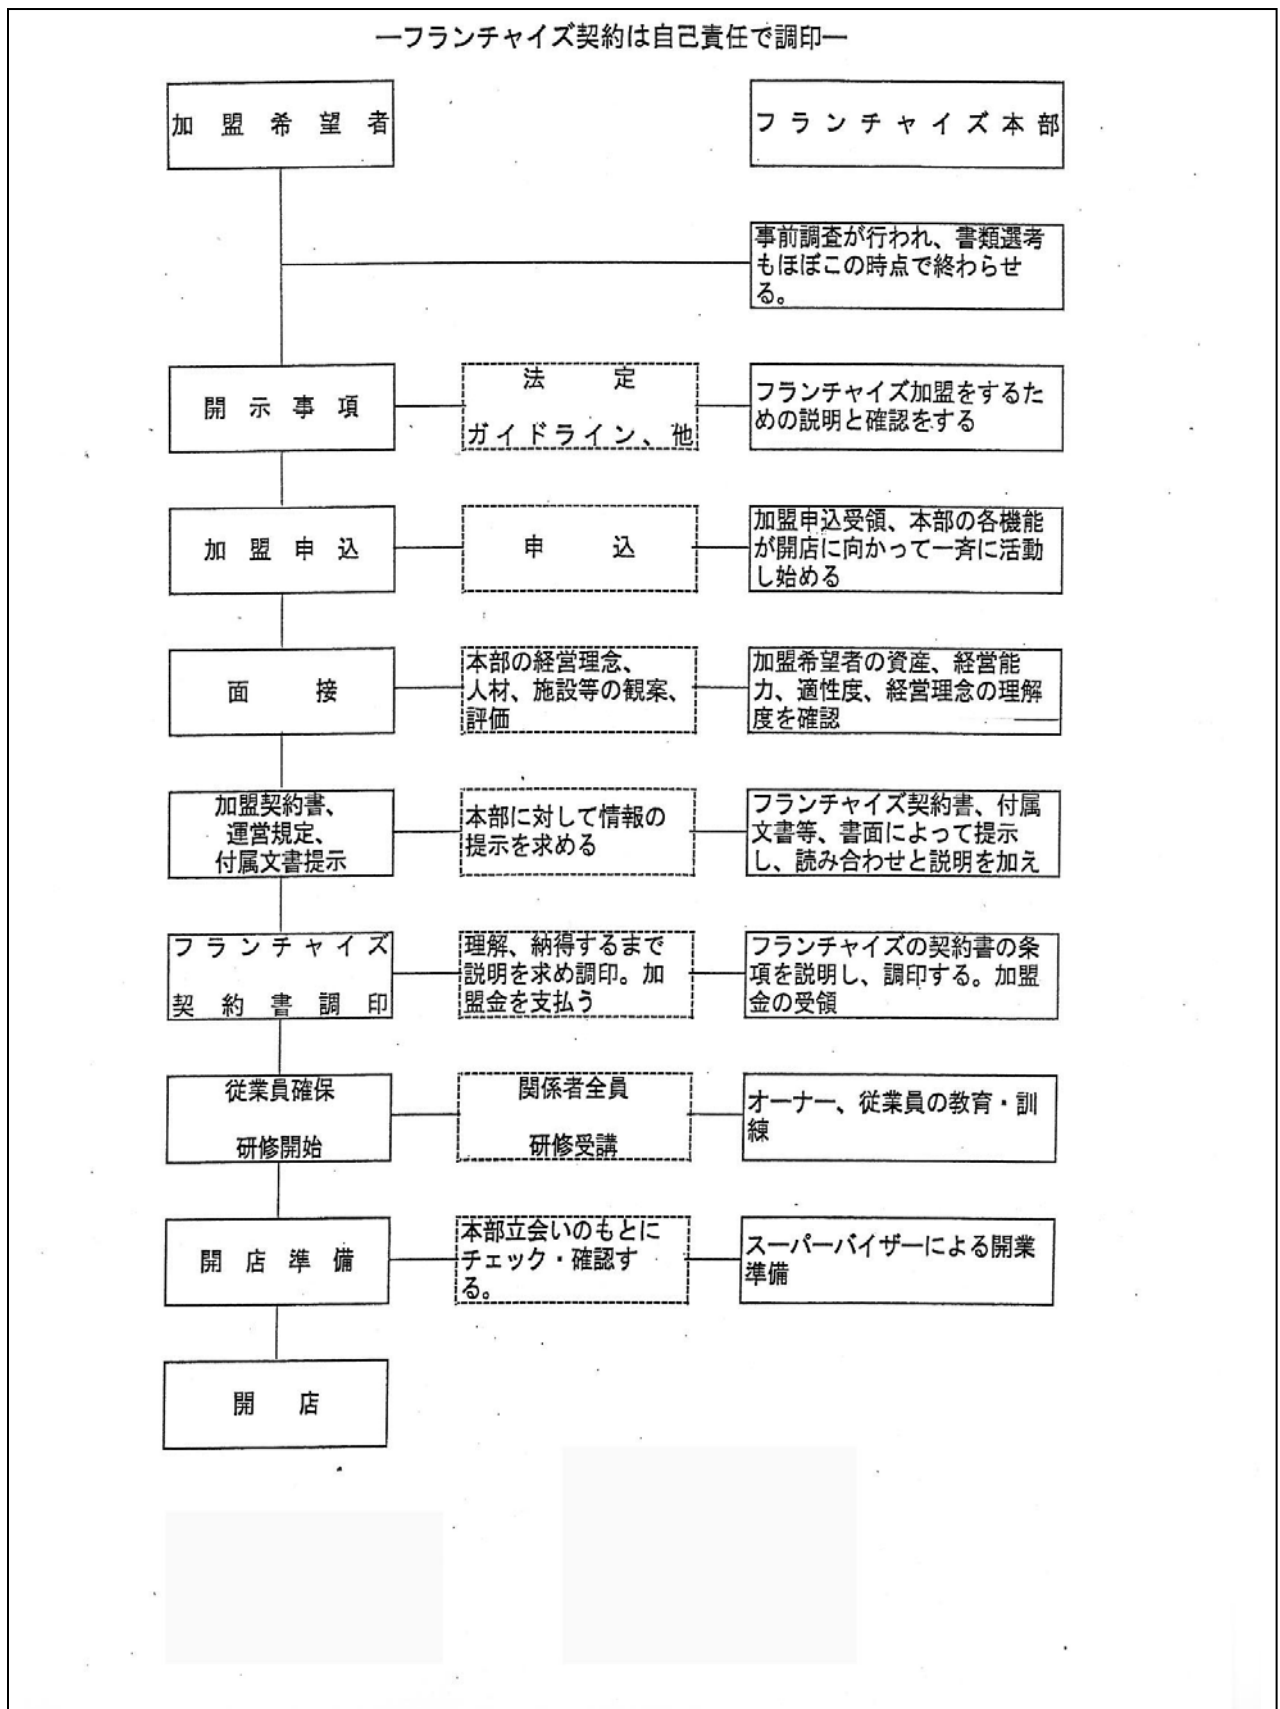 ―フランチャイズ契約は自己責任で調印―
加盟希望者
フランチャイズ本部
事前調査が行われ、書類選考
もほぼこの時点で終わらせ
る。
開示事項
法定
ガイドライン、他
フランチャイズ加盟をするた
めの説明と確認をする
加盟申込
申込
加盟申込受領、本部の各機能
が開店に向かって一斉に活動
し始める
面接
本部の経営理念、
人材、施設等の観案、
評価
加盟希望者の資産、経営能
力、適性度、経営理念の理解
度を確認
加盟契約書、
運営規定、
付属文書提示
本部に対して情報の
提示を求める
フランチャイズ契約書、付属
文書等、書面によって提示
し、読み合わせと説明を加え
フランチャイズ
契約書調印
理解、納得するまで
説明を求め調印。加
盟金を支払う
フランチャイズの契約書の条
項を説明し、調印する。加盟
金の受領
従業員確保
研修開始
関係者全員
研修受講
オーナー、従業員の教育・訓
練
開店準備
本部立会いのもとに
チェック・確認す
る。
スーパーバイザーによる開業
準備
開店